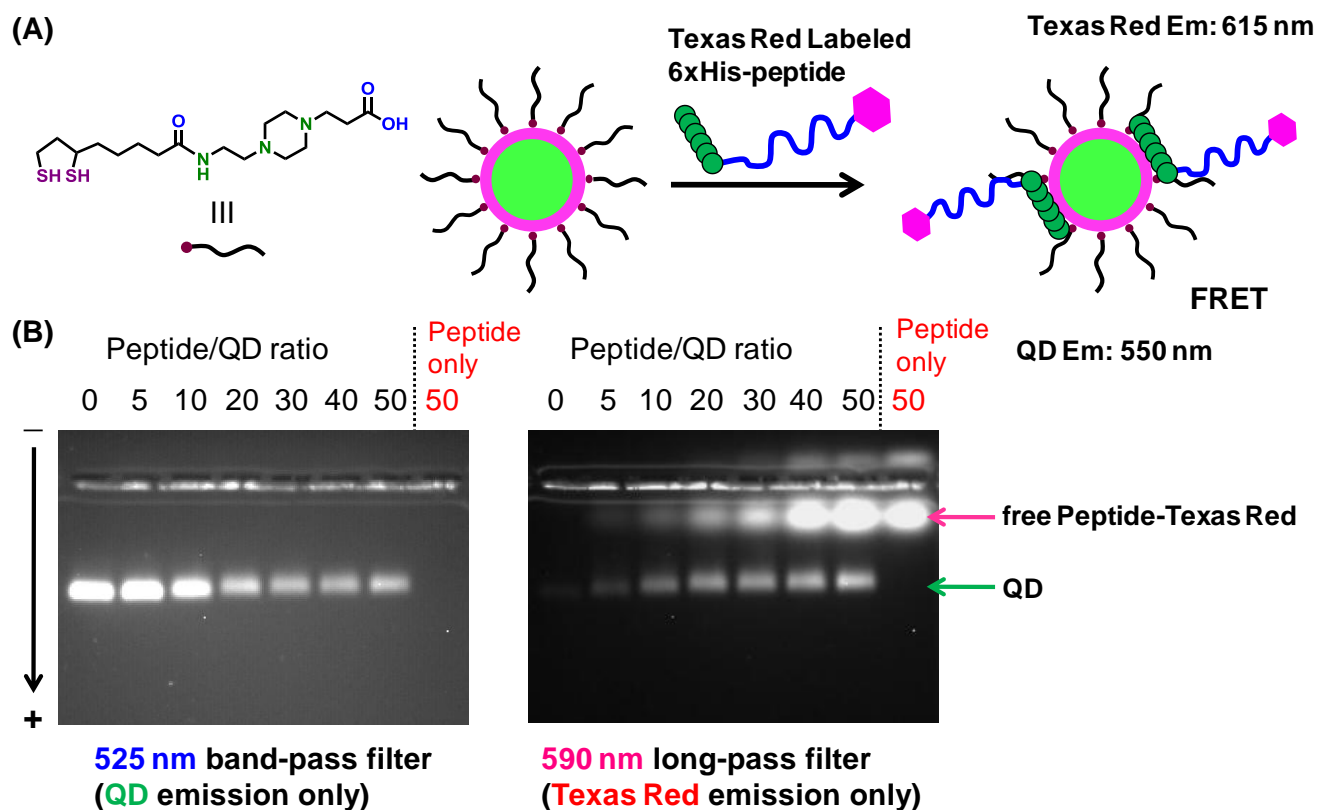 (A)
O
OH
N
N
N
H
O
SH SH
III
Texas Red Labeled
6xHis-peptide
Texas Red Em: 615 nm
FRET
QD Em: 550 nm
(B)
Peptide/QD ratio
Peptide
only
0 5 10 20 30 40 50 50
Peptide/QD ratio
Peptide
only
0 5 10 20 30 40 50 50
–
+
free Peptide-Texas Red
QD
525 nm band-pass filter
(QD emission only)
590 nm long-pass filter
(Texas Red emission only)